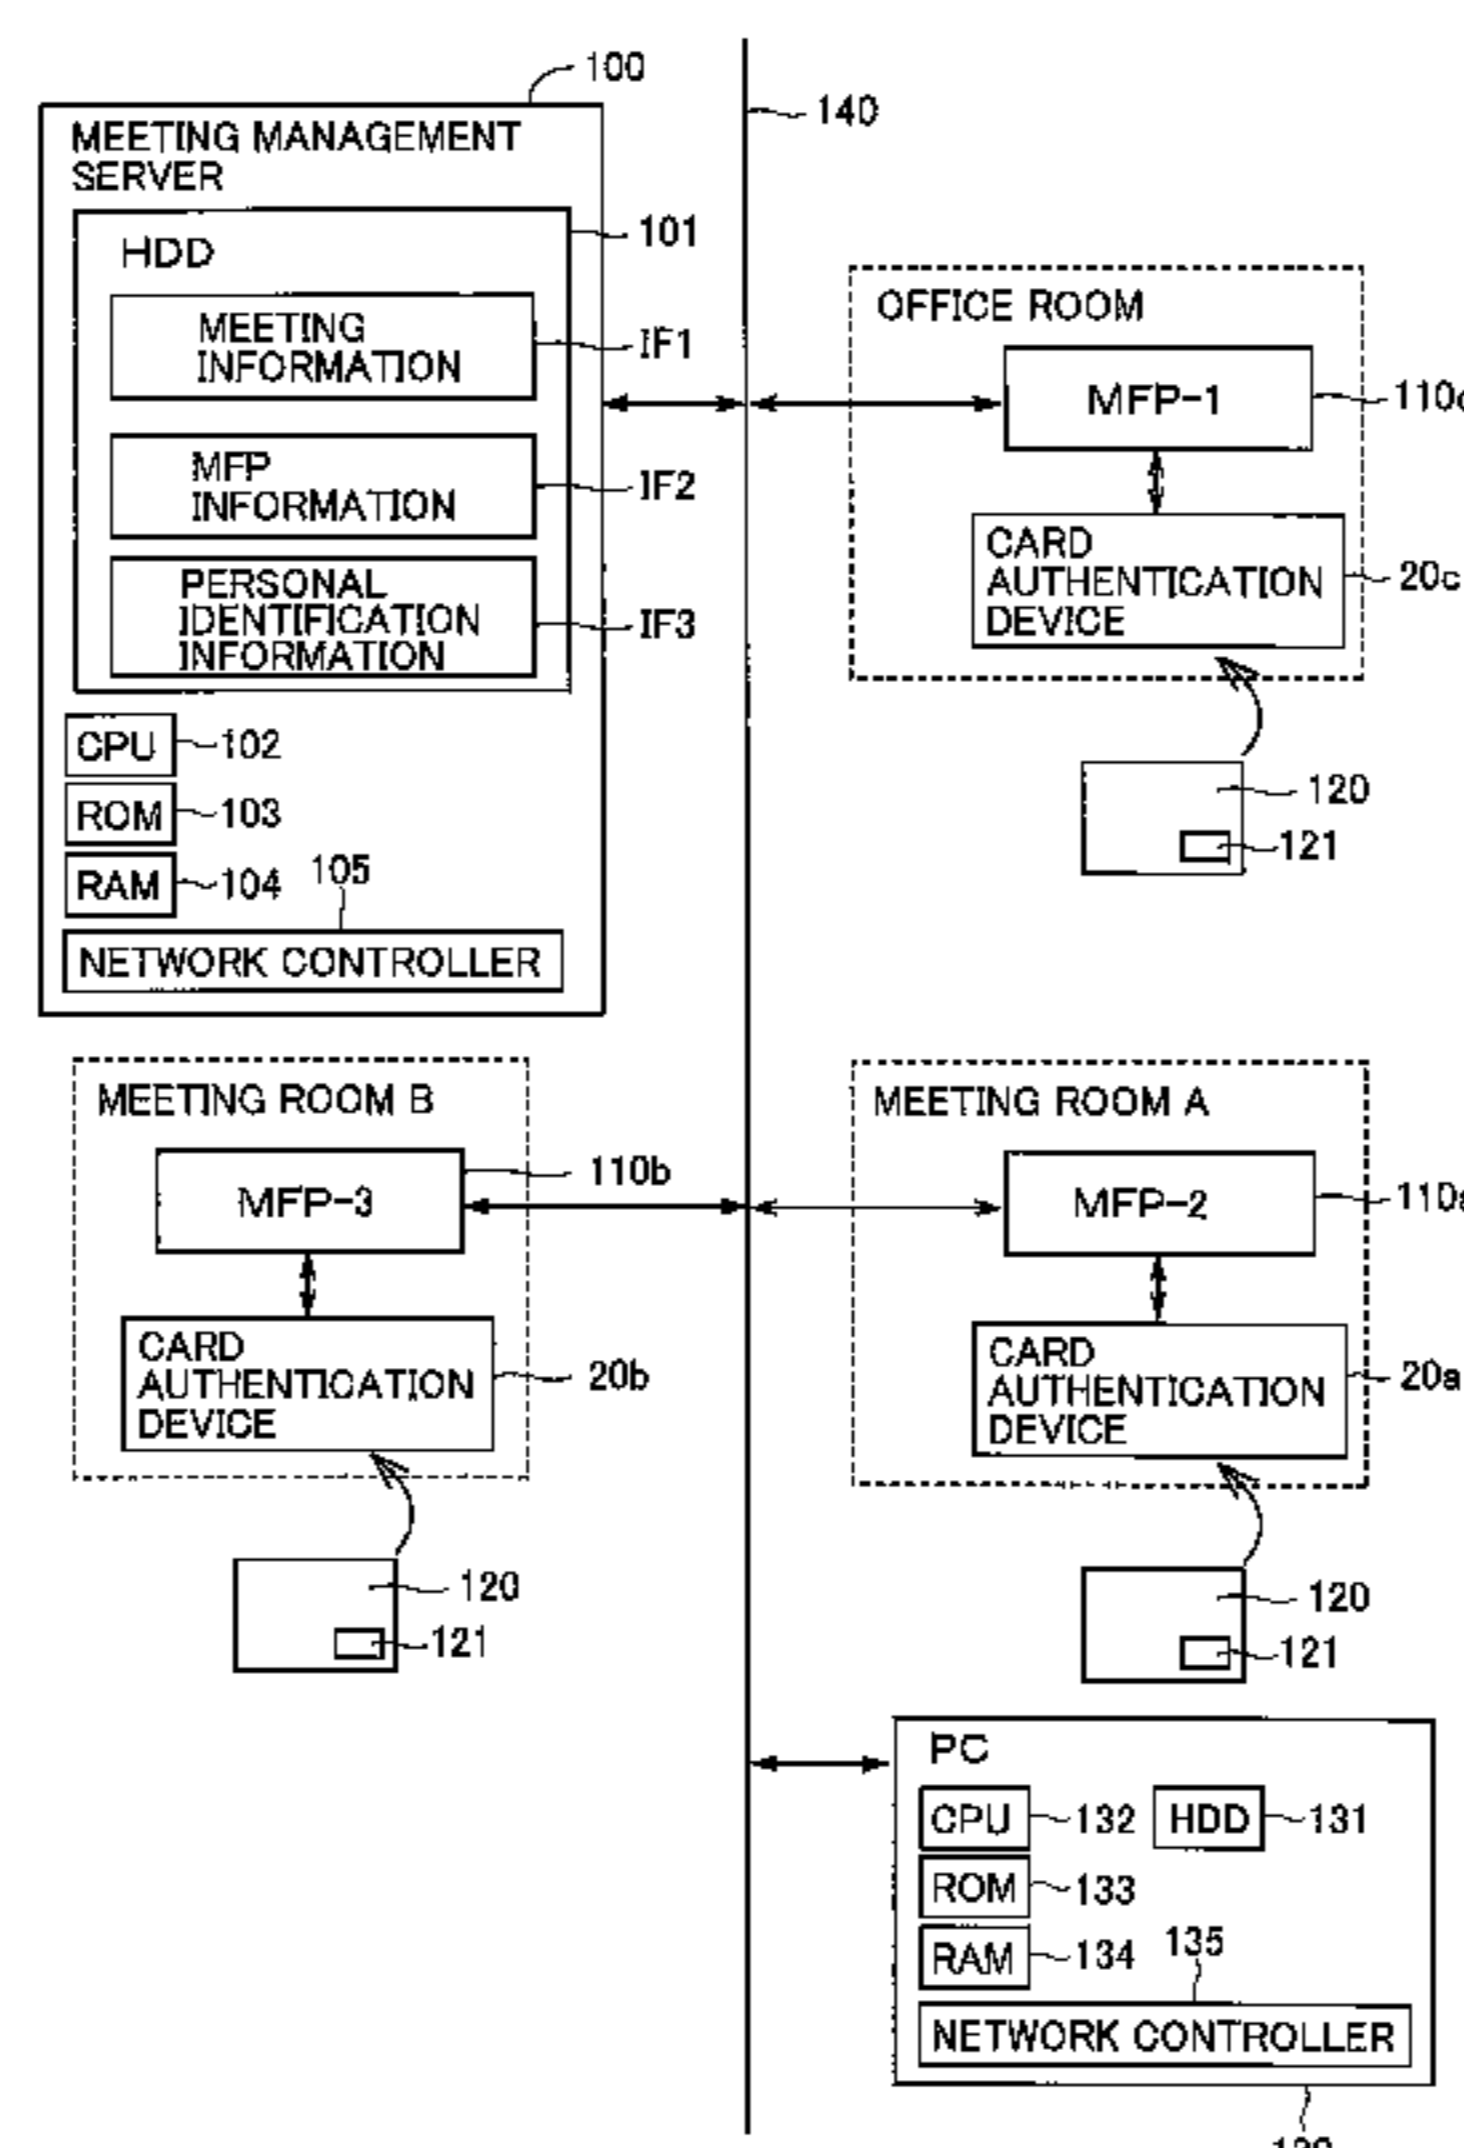 100
140
MEETING MANAGEMENT
SERVER
101
HDD
MEETING
INFORMATION
IF1
MFP
INFORMATION
IF2
PERSONAL
IDENTIFICATION
INFORMATION
IF3
CPU
102
ROM
103
RAM
104
105
NETWORK CONTROLLER
OFFICE ROOM
MFP-1
110c
CARD
AUTHENTICATION
DEVICE
20c
120
121
MEETING ROOM B
MFP-3
110b
CARD
AUTHENTICATION
DEVICE
20b
120
121
MEETING ROOM A
MFP-2
110a
CARD
AUTHENTICATION
DEVICE
20a
120
121
PC
CPU
132
HDD
131
ROM
133
RAM
134
135
NETWORK CONTROLLER